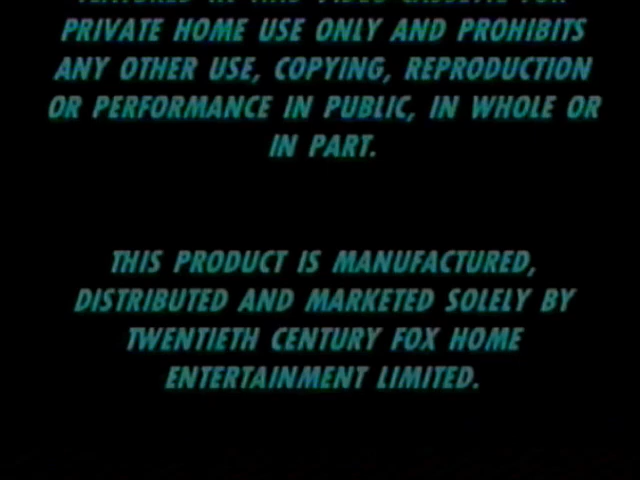 PRIVATE HOME USE ONLY AND PROHIBITS
ANY OTHER USE, COPYING, REPRODUCTION
OR PERFORMANCE IN PUBLIC, IN WHOLE OR
IN PART.
THIS PRODUCT IS MANUFACTURED,
DISTRIBUTED AND MARKETED SOLELY BY
TWENTIETH CENTURY FOX HOME
ENTERTAINMENT LIMITED.